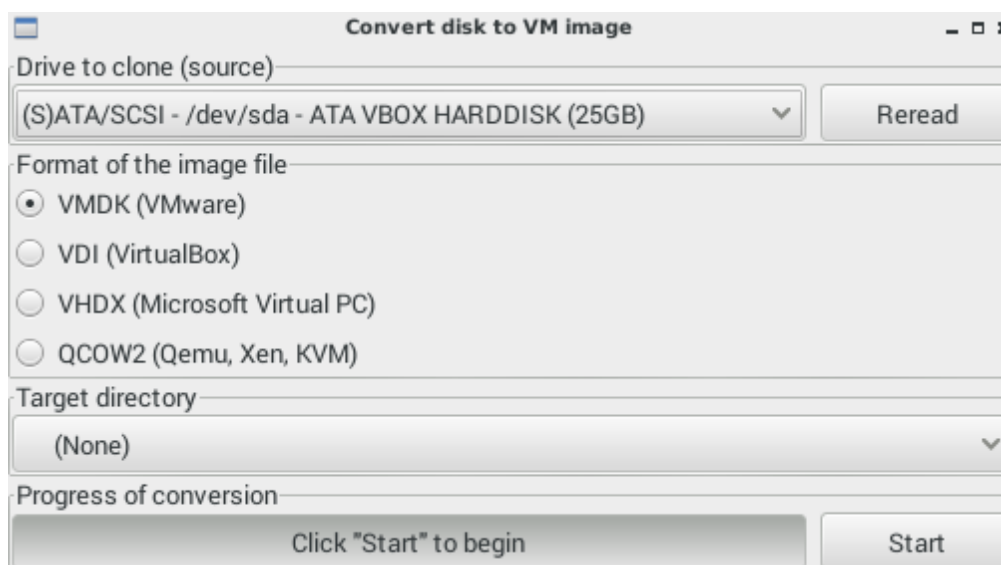 Convert disk to VM image
Drive to clone (source)
(S)ATA/SCSI - /dev/sda - ATA VBOX HARDDISK (25GB)
Reread
Format of the image file
VMDK (VMware)
VDI (VirtualBox)
VHDX (Microsoft Virtual PC)
QCOW2 (Qemu, Xen, KVM)
Target directory
(None)
Progress of conversion
Click "Start" to begin
Start